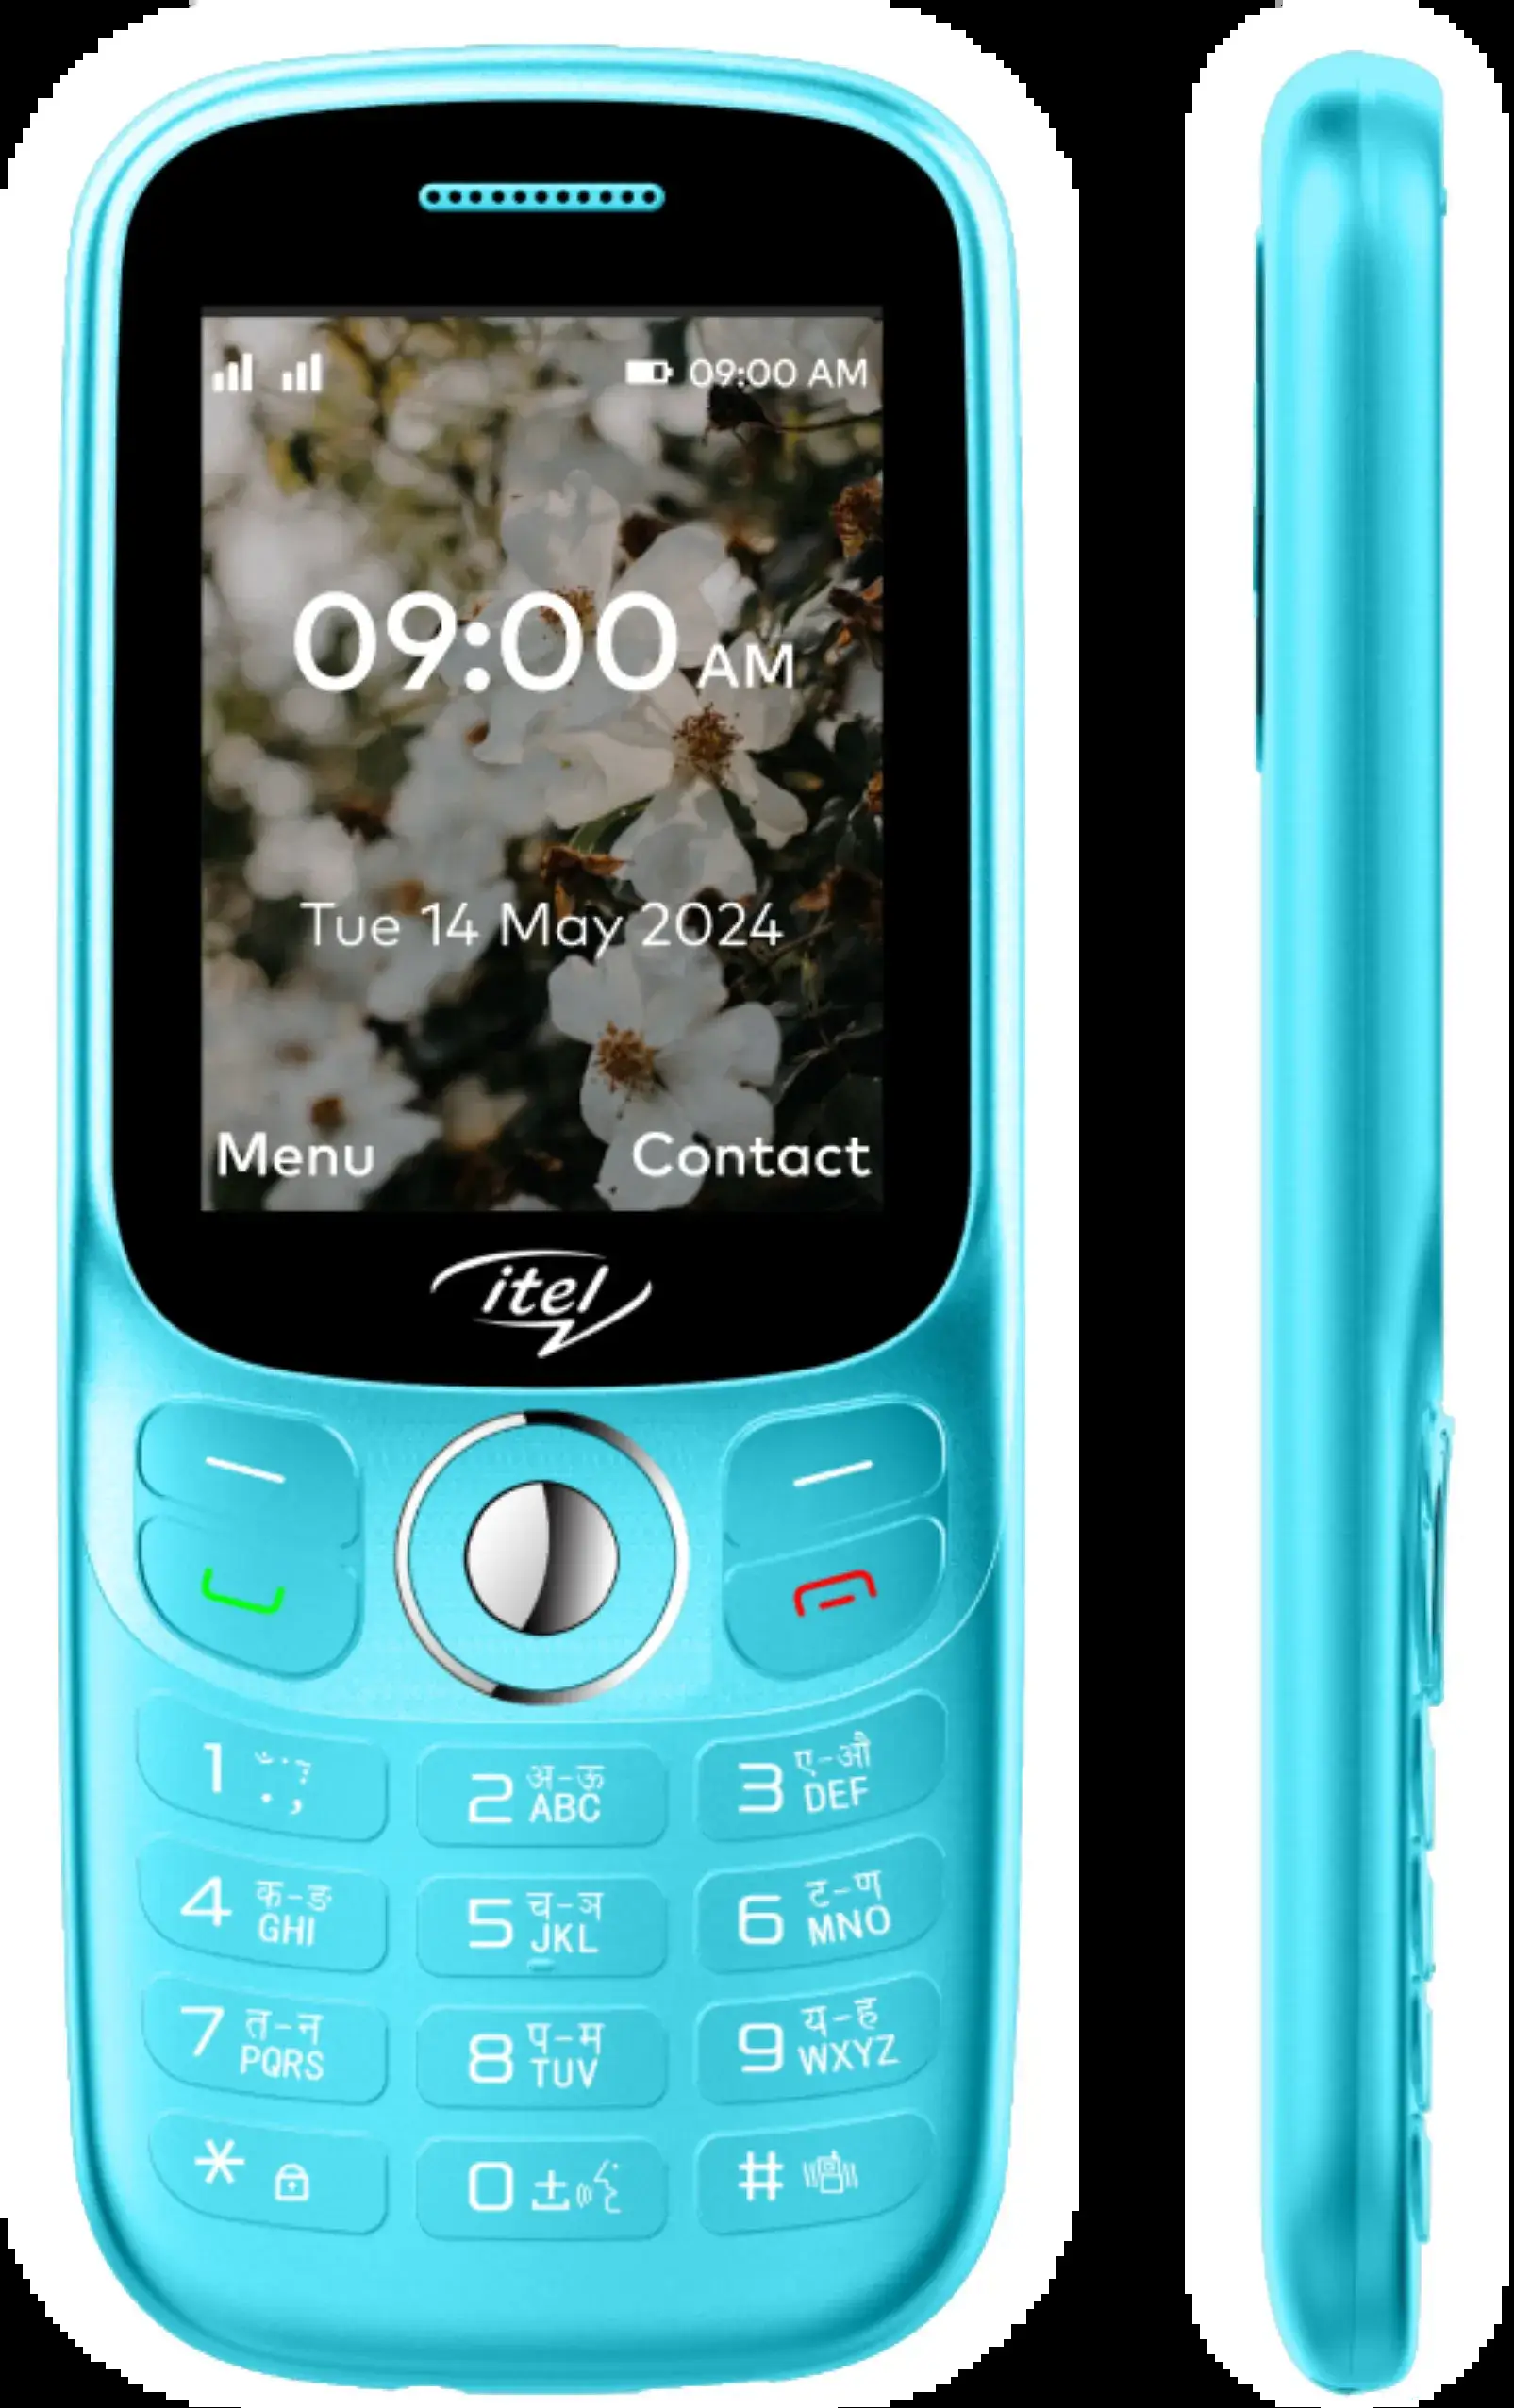 09:00 AM
09:00 AM
Tue 14 May 2024
Menu Contact
itel
1 . ,
2 अ-ऊ ABC
3 ए-औ DEF
4 क-ङ GHI
5 च-ञ JKL
6 ट-ण MNO
7 त-न PQRS
8 प-म TUV
9 य-ह WXYZ
*
0
#